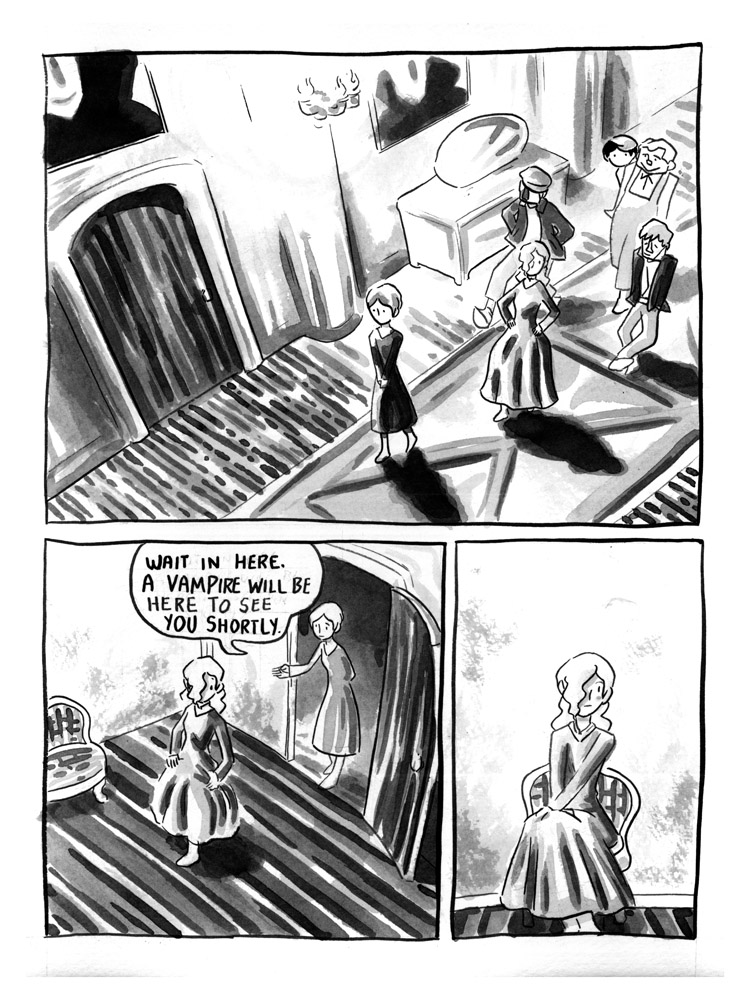 WAIT IN HERE.
A VAMPIRE WILL BE
HERE TO SEE
YOU SHORTLY.